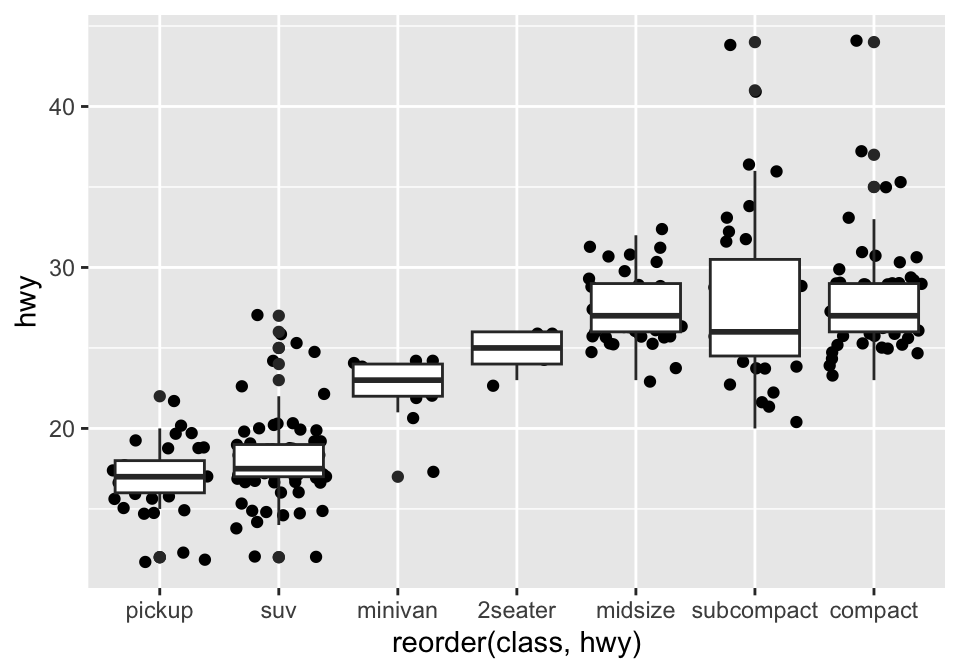 hwy
40
30
20
pickup suv minivan 2seater midsize subcompact compact
reorder(class, hwy)